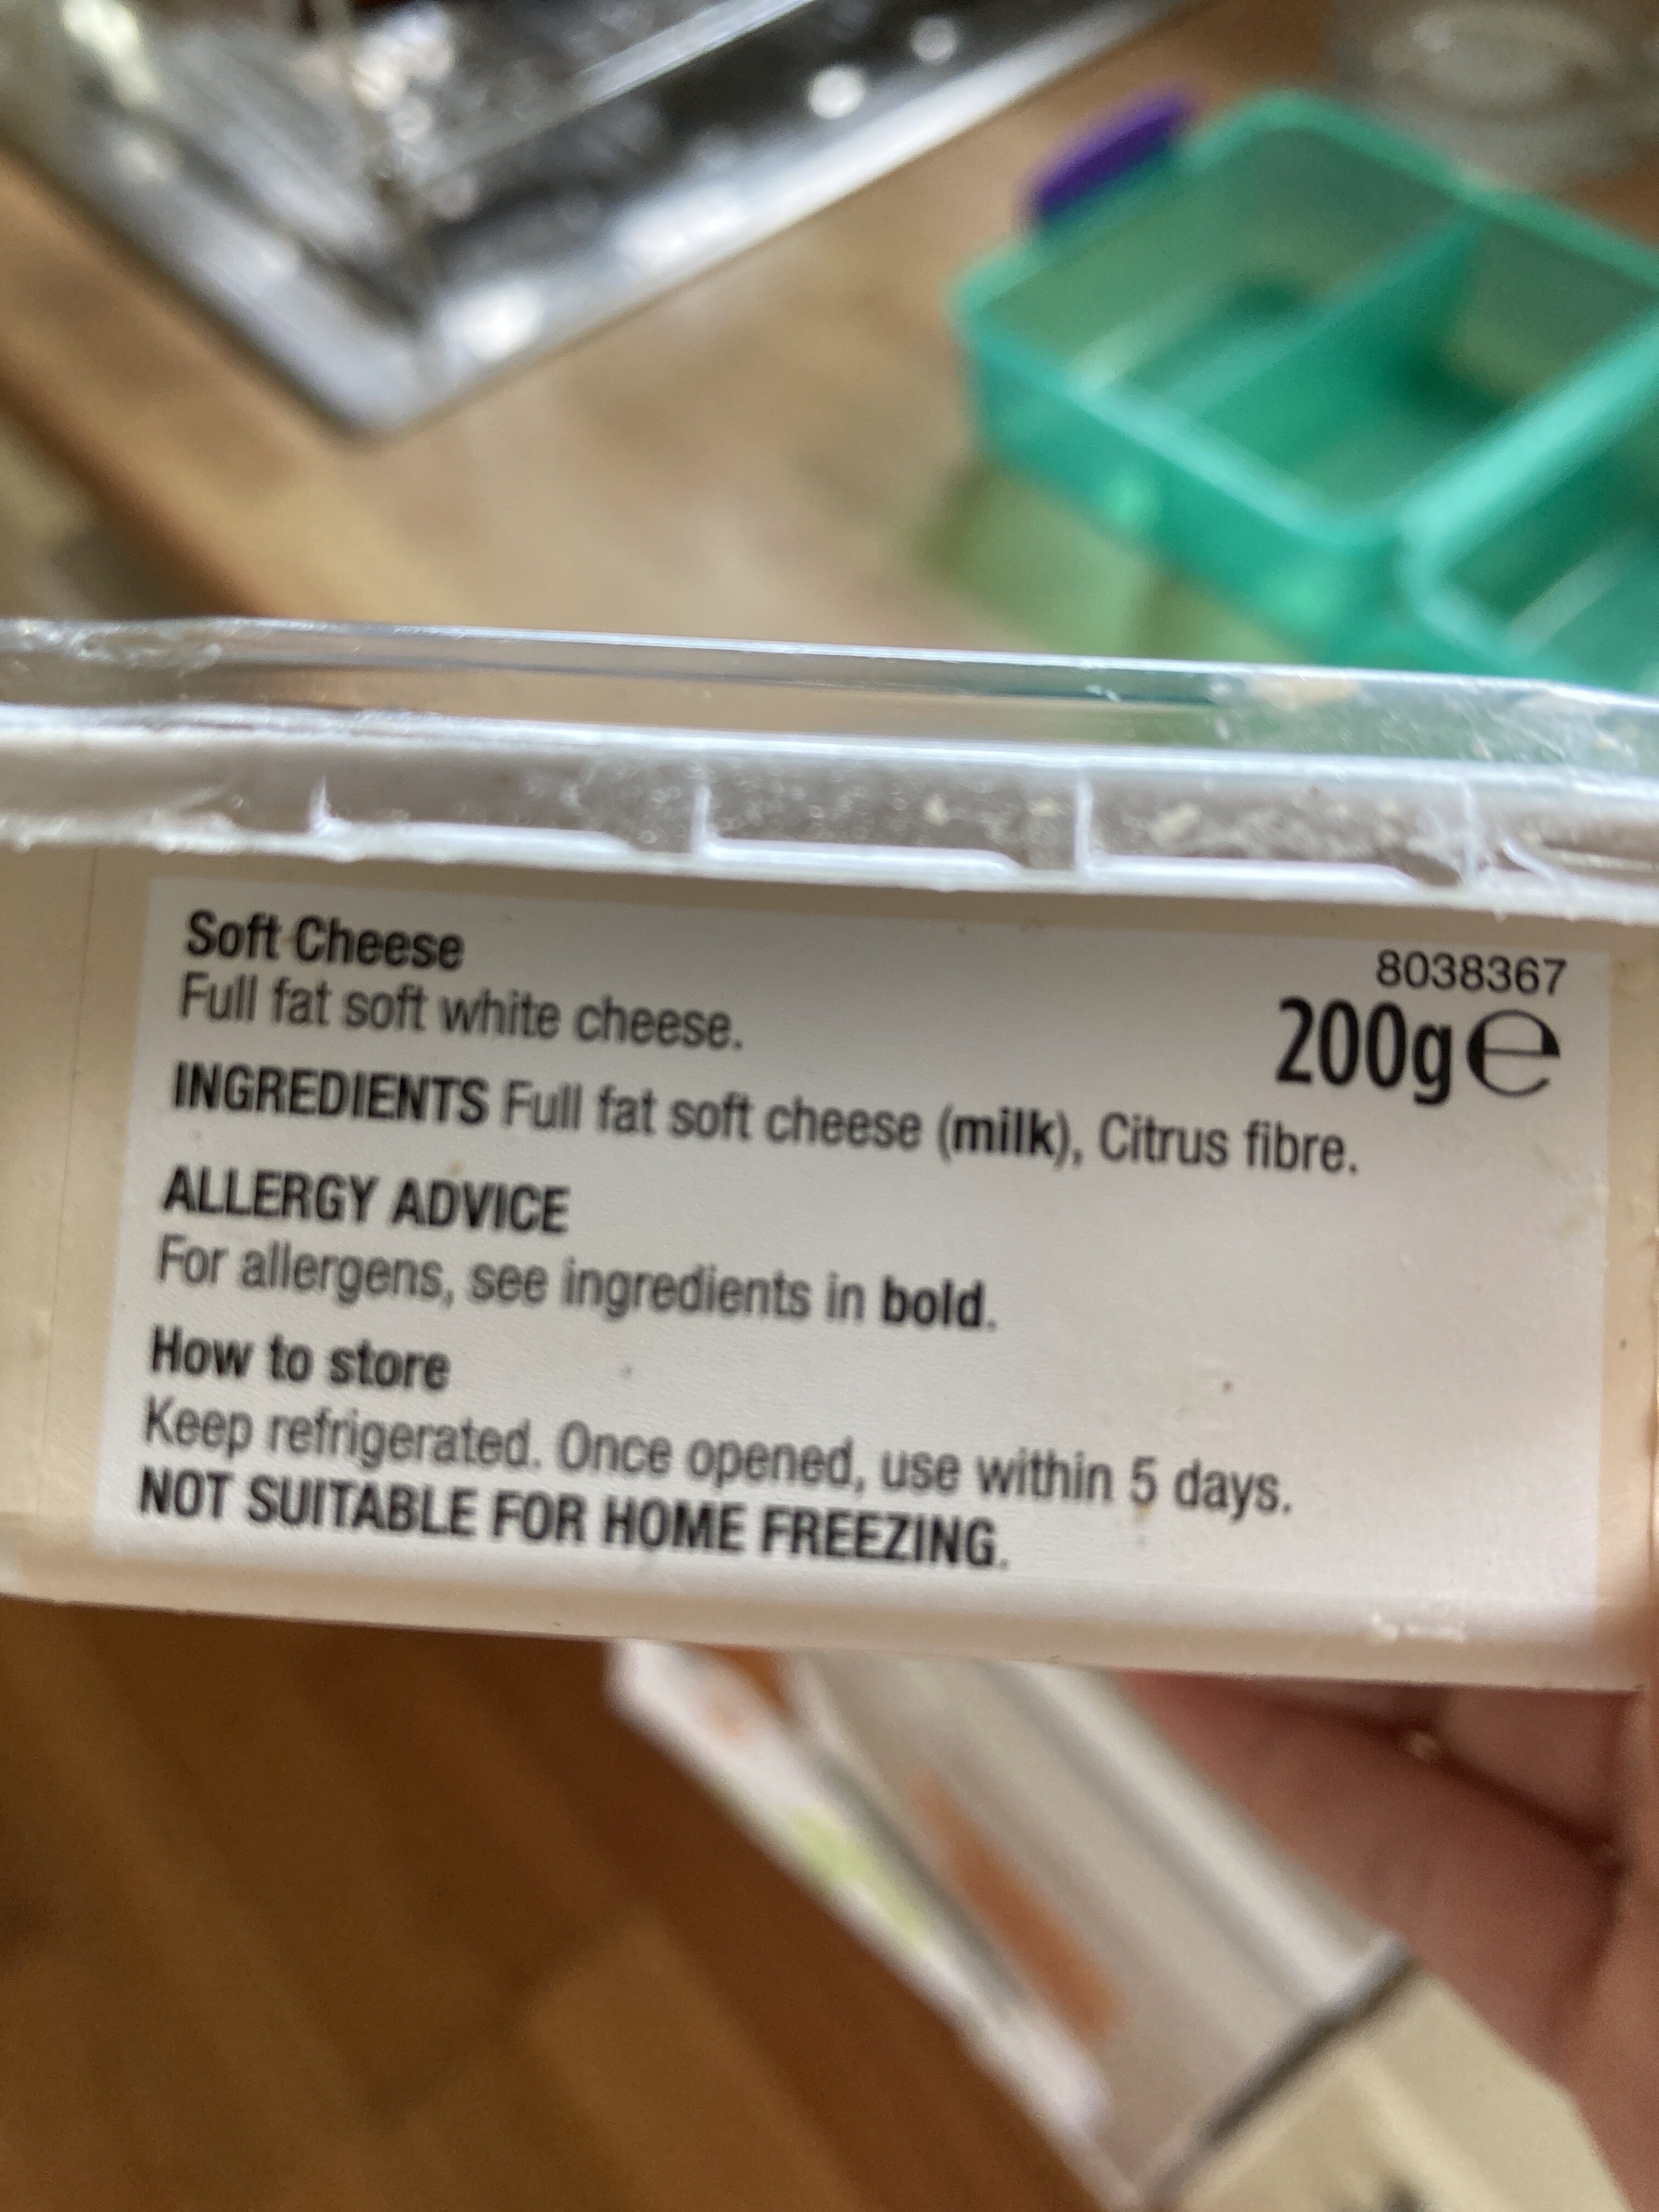 Soft Cheese
8038367
Full fat soft white cheese.
200g℮
INGREDIENTS Full fat soft cheese (milk), Citrus fibre.
ALLERGY ADVICE
For allergens, see ingredients in bold.
How to store
Keep refrigerated. Once opened, use within 5 days.
NOT SUITABLE FOR HOME FREEZING.